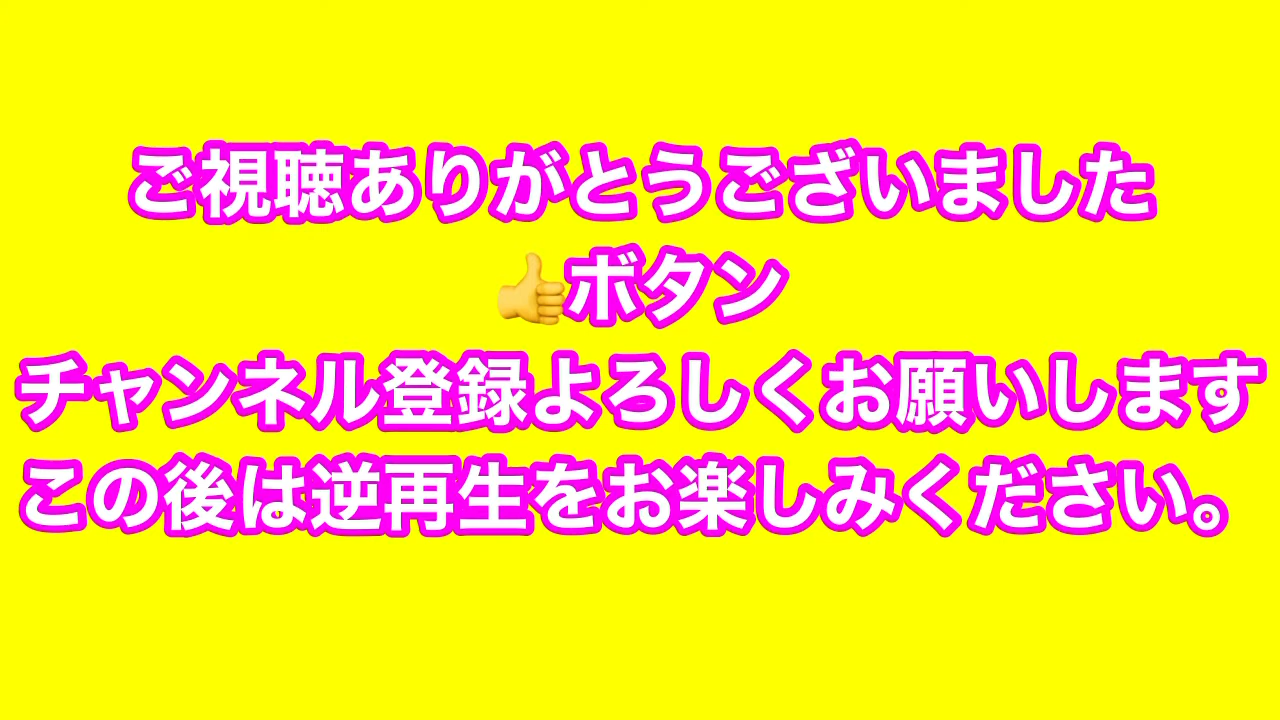 ご視聴ありがとうございました
👍ボタン
チャンネル登録よろしくお願いします
この後は逆再生をお楽しみください。